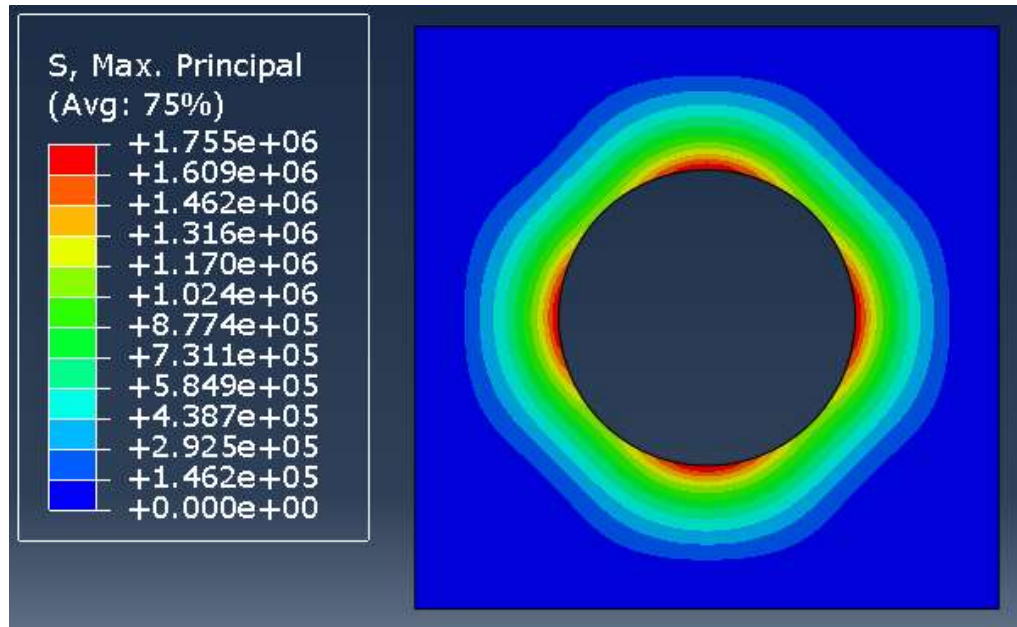 S, Max. Principal
(Avg: 75%)
+1.755e+06
+1.609e+06
+1.462e+06
+1.316e+06
+1.170e+06
+1.024e+06
+8.774e+05
+7.311e+05
+5.849e+05
+4.387e+05
+2.925e+05
+1.462e+05
+0.000e+00